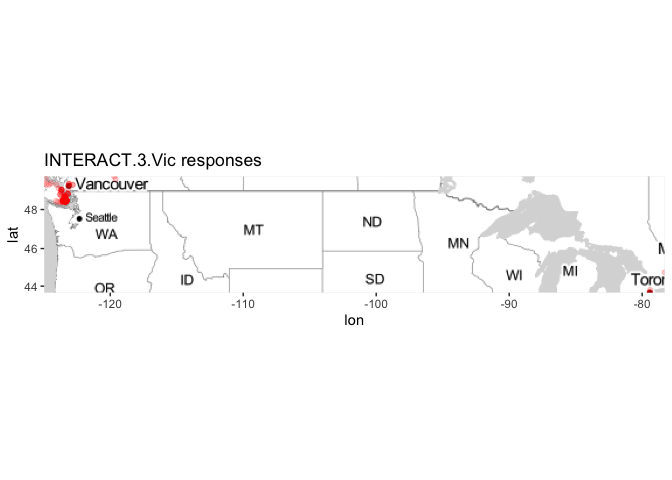 INTERACT.3.Vic responses
Vancouver
48
Seattle
WA
MT
ND
MN
lat
46
ID
SD
WI
MI
44
OR
Toron
-120
-110
-100
-90
-80
lon